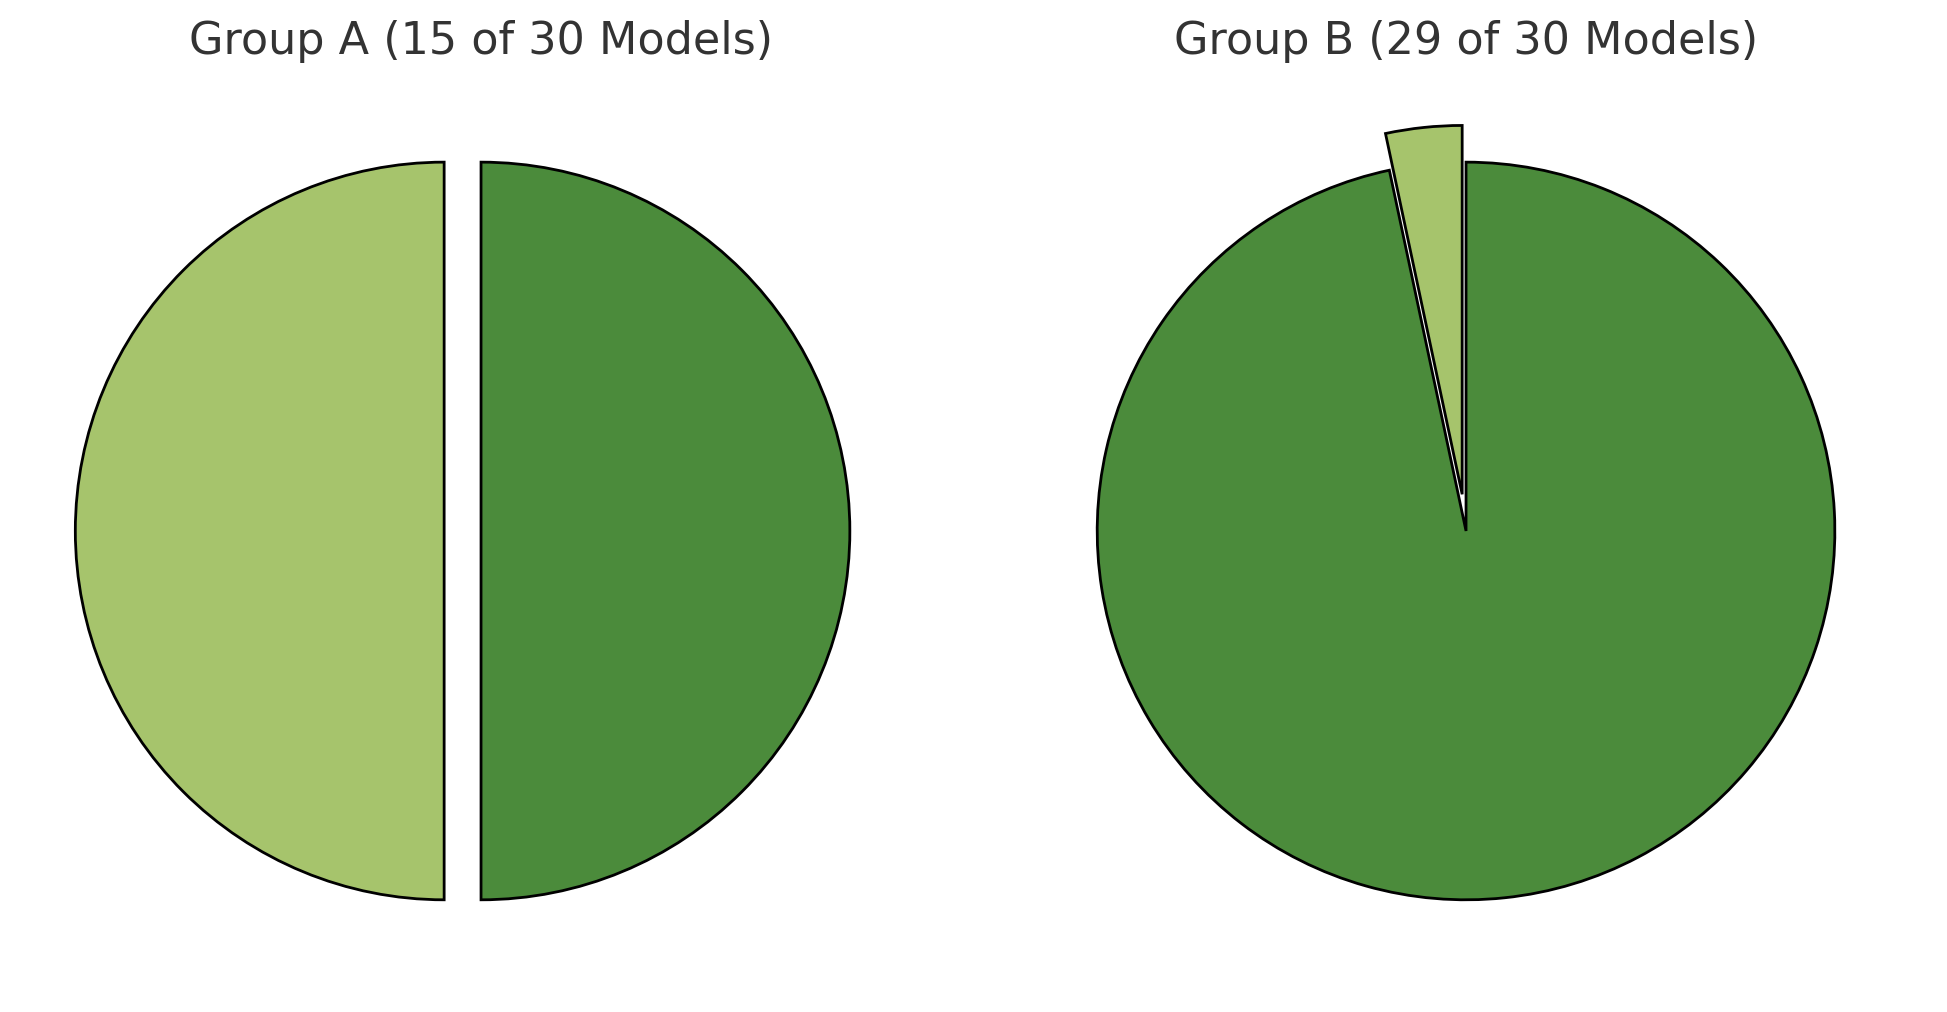 Group A (15 of 30 Models)
Group B (29 of 30 Models)